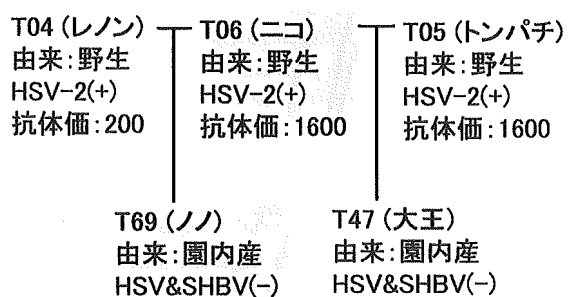 T04(レノン)
由来:野生
HSV-2(+)
抗体価:200
T06(ニコ)
由来:野生
HSV-2(+)
抗体価:1600
T05(トンパチ)
由来:野生
HSV-2(+)
抗体価:1600
T69(ノノ)
由来:園内産
HSV&SHBV(-)
T47(大王)
由来:園内産
HSV&SHBV(-)